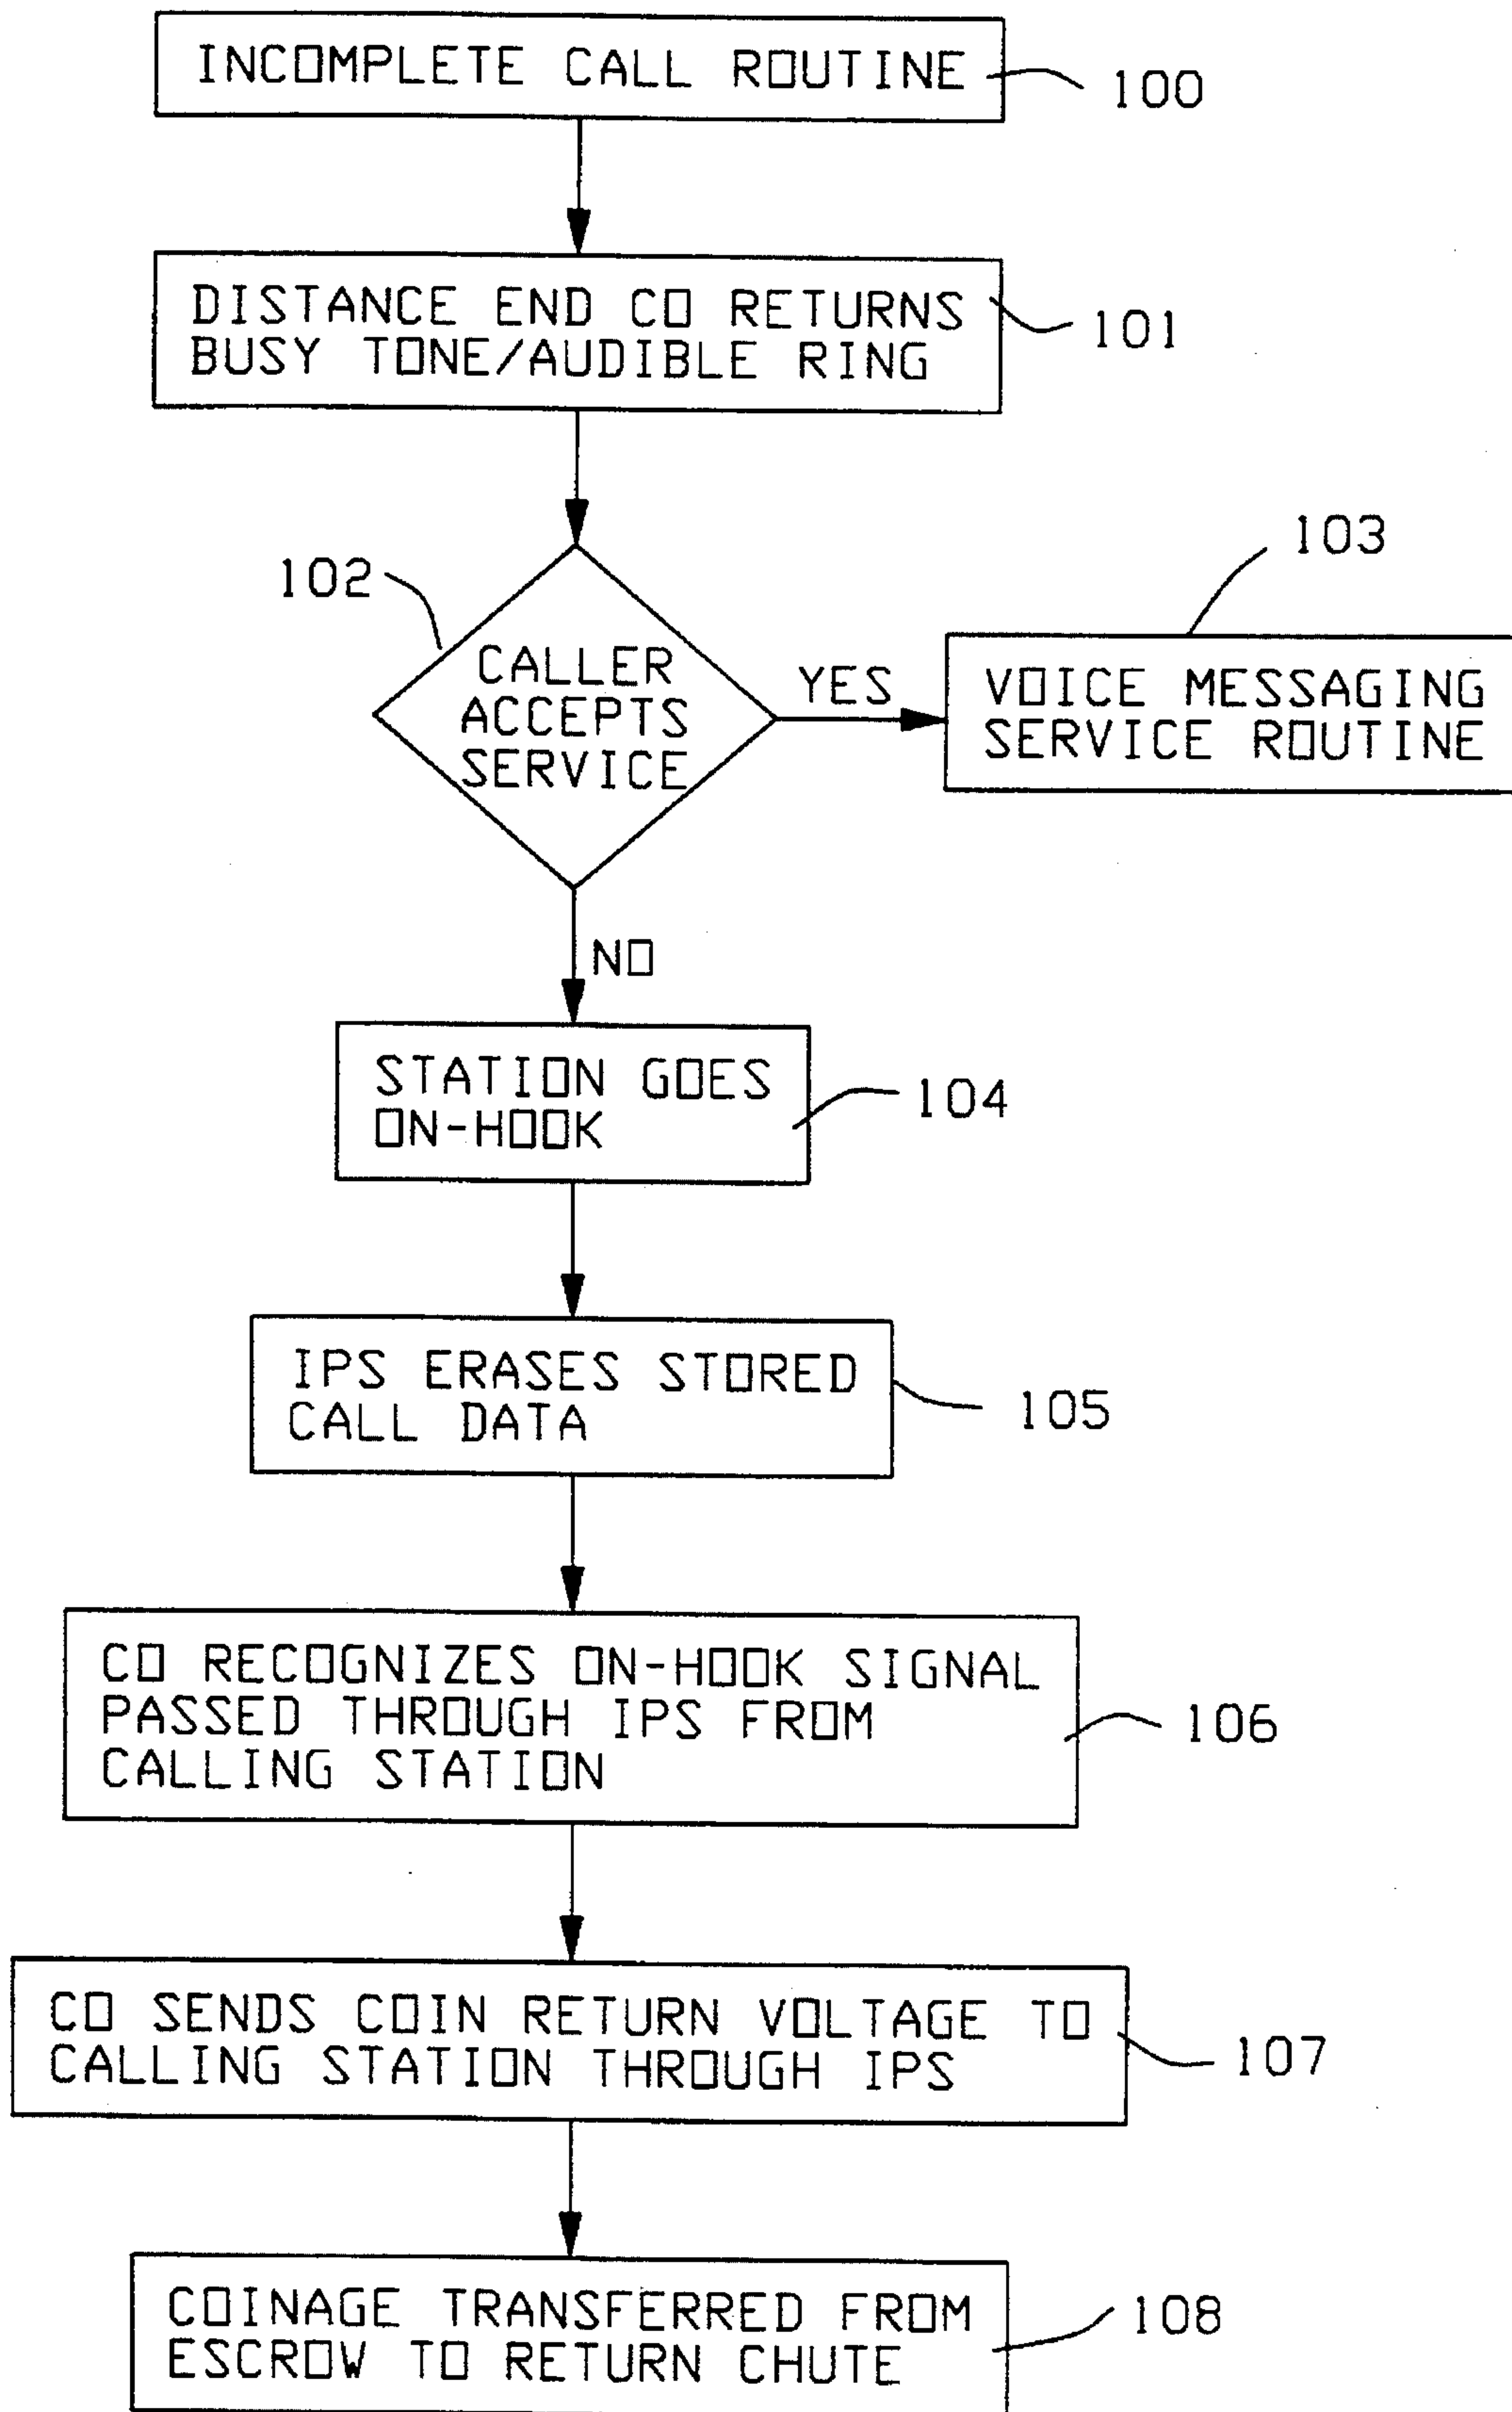 INCOMPLETE CALL ROUTINE
100
DISTANCE END CO RETURNS
BUSY TONE/AUDIBLE RING
101
102
CALLER
ACCEPTS
SERVICE
YES
103
VOICE MESSAGING
SERVICE ROUTINE
NO
STATION GOES
ON-HOOK
104
IPS ERASES STORED
CALL DATA
105
CO RECOGNIZES ON-HOOK SIGNAL
PASSED THROUGH IPS FROM
CALLING STATION
106
CO SENDS COIN RETURN VOLTAGE TO
CALLING STATION THROUGH IPS
107
COINAGE TRANSFERRED FROM
ESCROW TO RETURN CHUTE
108